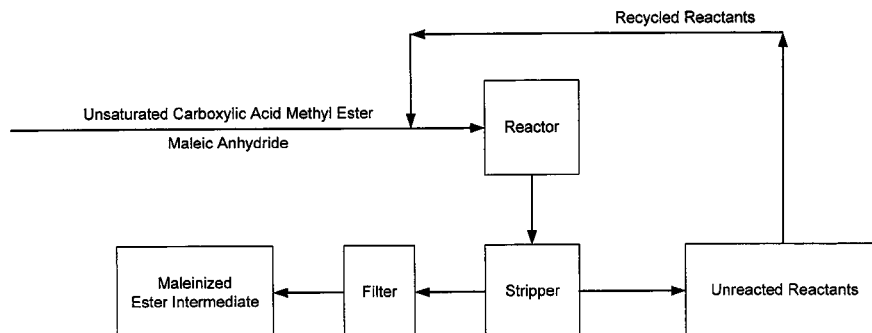 Recycled Reactants
Unsaturated Carboxylic Acid Methyl Ester
Maleic Anhydride
Reactor
Maleinized
Ester Intermediate
Filter
Stripper
Unreacted Reactants